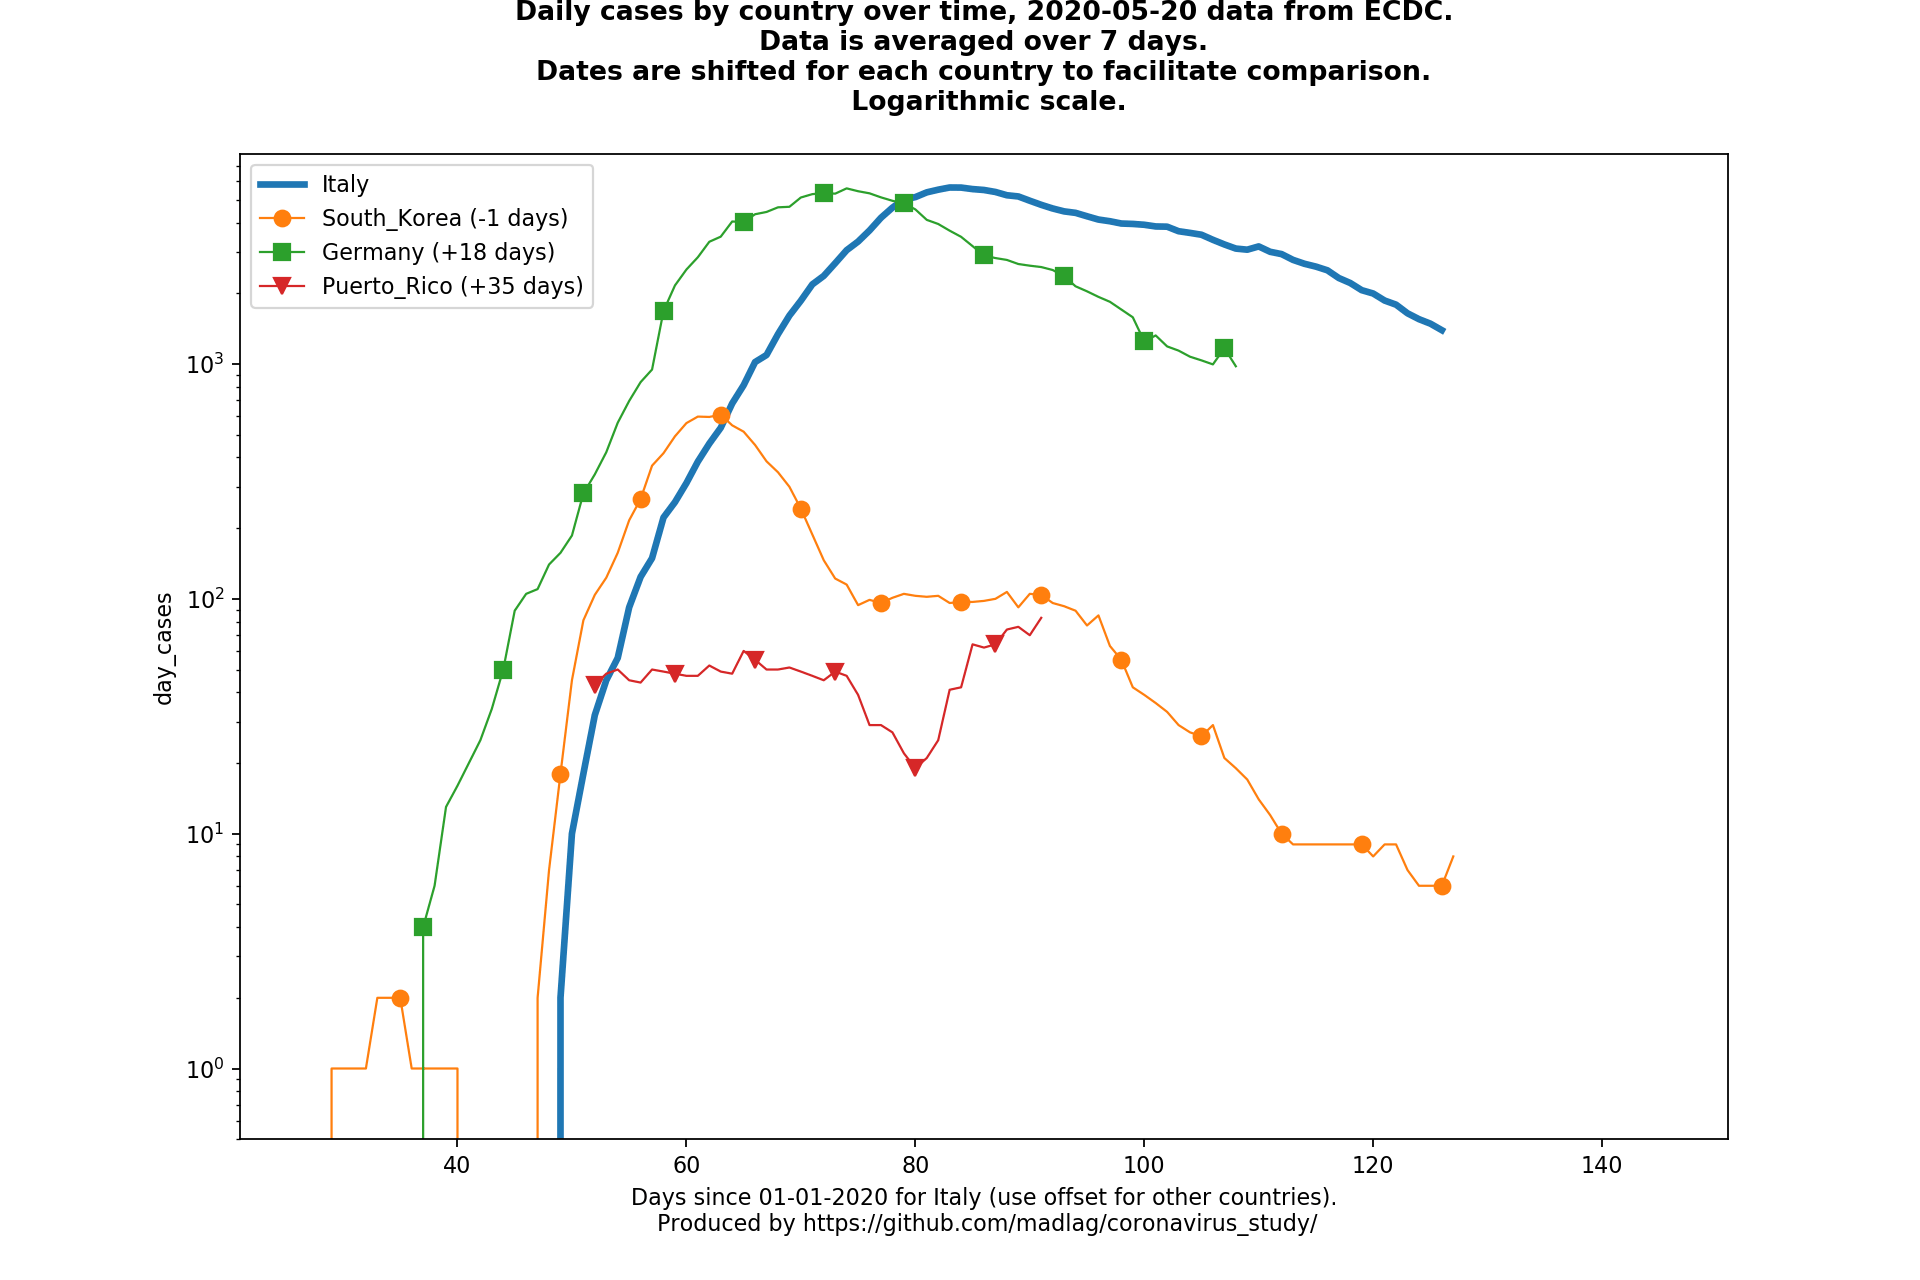 Daily cases by country over time, 2020-05-20 data from ECDC.
Data is averaged over 7 days.
Dates are shifted for each country to facilitate comparison.
Logarithmic scale.
Italy
South_Korea (-1 days)
Germany (+18 days)
Puerto_Rico (+35 days)
day_cases
10³
10²
10¹
10⁰
40 60 80 100 120 140
Days since 01-01-2020 for Italy (use offset for other countries).
Produced by https://github.com/madlag/coronavirus_study/